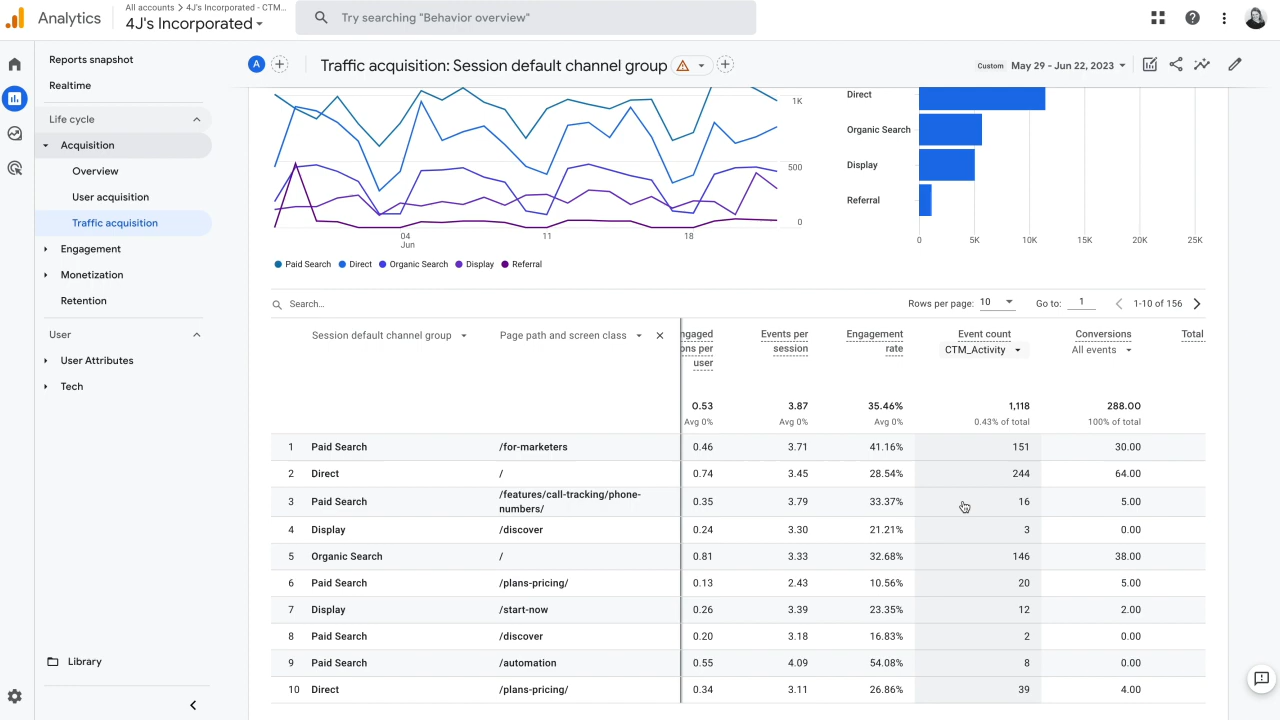 All accounts > 4J's Incorporated - CTM...
Analytics
4J's Incorporated
Try searching "Behavior overview"
Reports snapshot
Realtime
Life cycle
Acquisition
Overview
User acquisition
Traffic acquisition
Engagement
Monetization
Retention
User
User Attributes
Tech
Library
A
Traffic acquisition: Session default channel group
Custom May 29 - Jun 22, 2023
1K
500
0
04
Jun
11
18
Paid Search Direct Organic Search Display Referral
Direct
Organic Search
Display
Referral
0 5K 10K 15K 20K 25K
Search...
Rows per page: 10 Go to: 1 1-10 of 156
Session default channel group Page path and screen class
ngaged
ons per
user
Events per
session
Engagement
rate
Event count
CTM_Activity
Conversions
All events
Total
0.53 3.87 35.46% 1,118 288.00
Avg 0% Avg 0% Avg 0% 0.43% of total 100% of total
1 Paid Search /for-marketers 0.46 3.71 41.16% 151 30.00
2 Direct / 0.74 3.45 28.54% 244 64.00
3 Paid Search /features/call-tracking/phone-
numbers/ 0.35 3.79 33.37% 16 5.00
4 Display /discover 0.24 3.30 21.21% 3 0.00
5 Organic Search / 0.81 3.33 32.68% 146 38.00
6 Paid Search /plans-pricing/ 0.13 2.43 10.56% 20 5.00
7 Display /start-now 0.26 3.39 23.35% 12 2.00
8 Paid Search /discover 0.20 3.18 16.83% 2 0.00
9 Paid Search /automation 0.55 4.09 54.08% 8 0.00
10 Direct /plans-pricing/ 0.34 3.11 26.86% 39 4.00